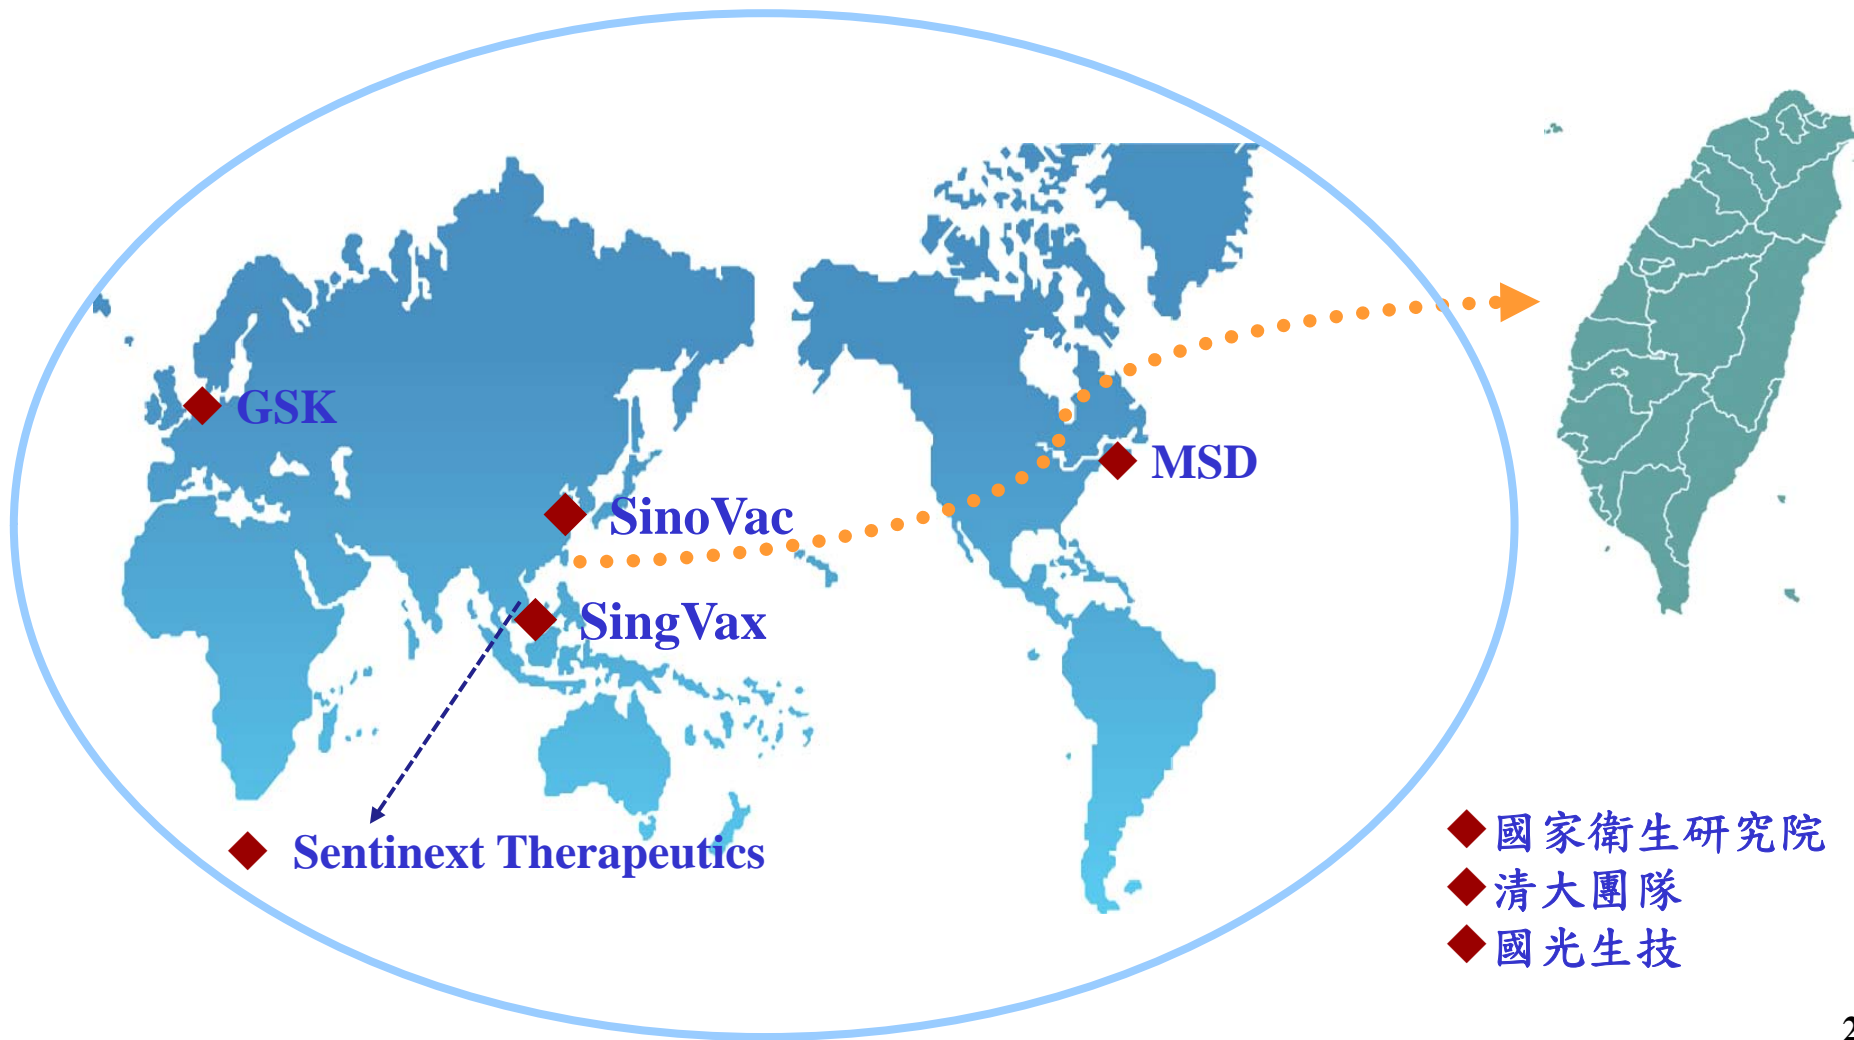 GSK
MSD
SinoVac
SingVax
Sentinext Therapeutics
國家衛生研究院
清大團隊
國光生技
2